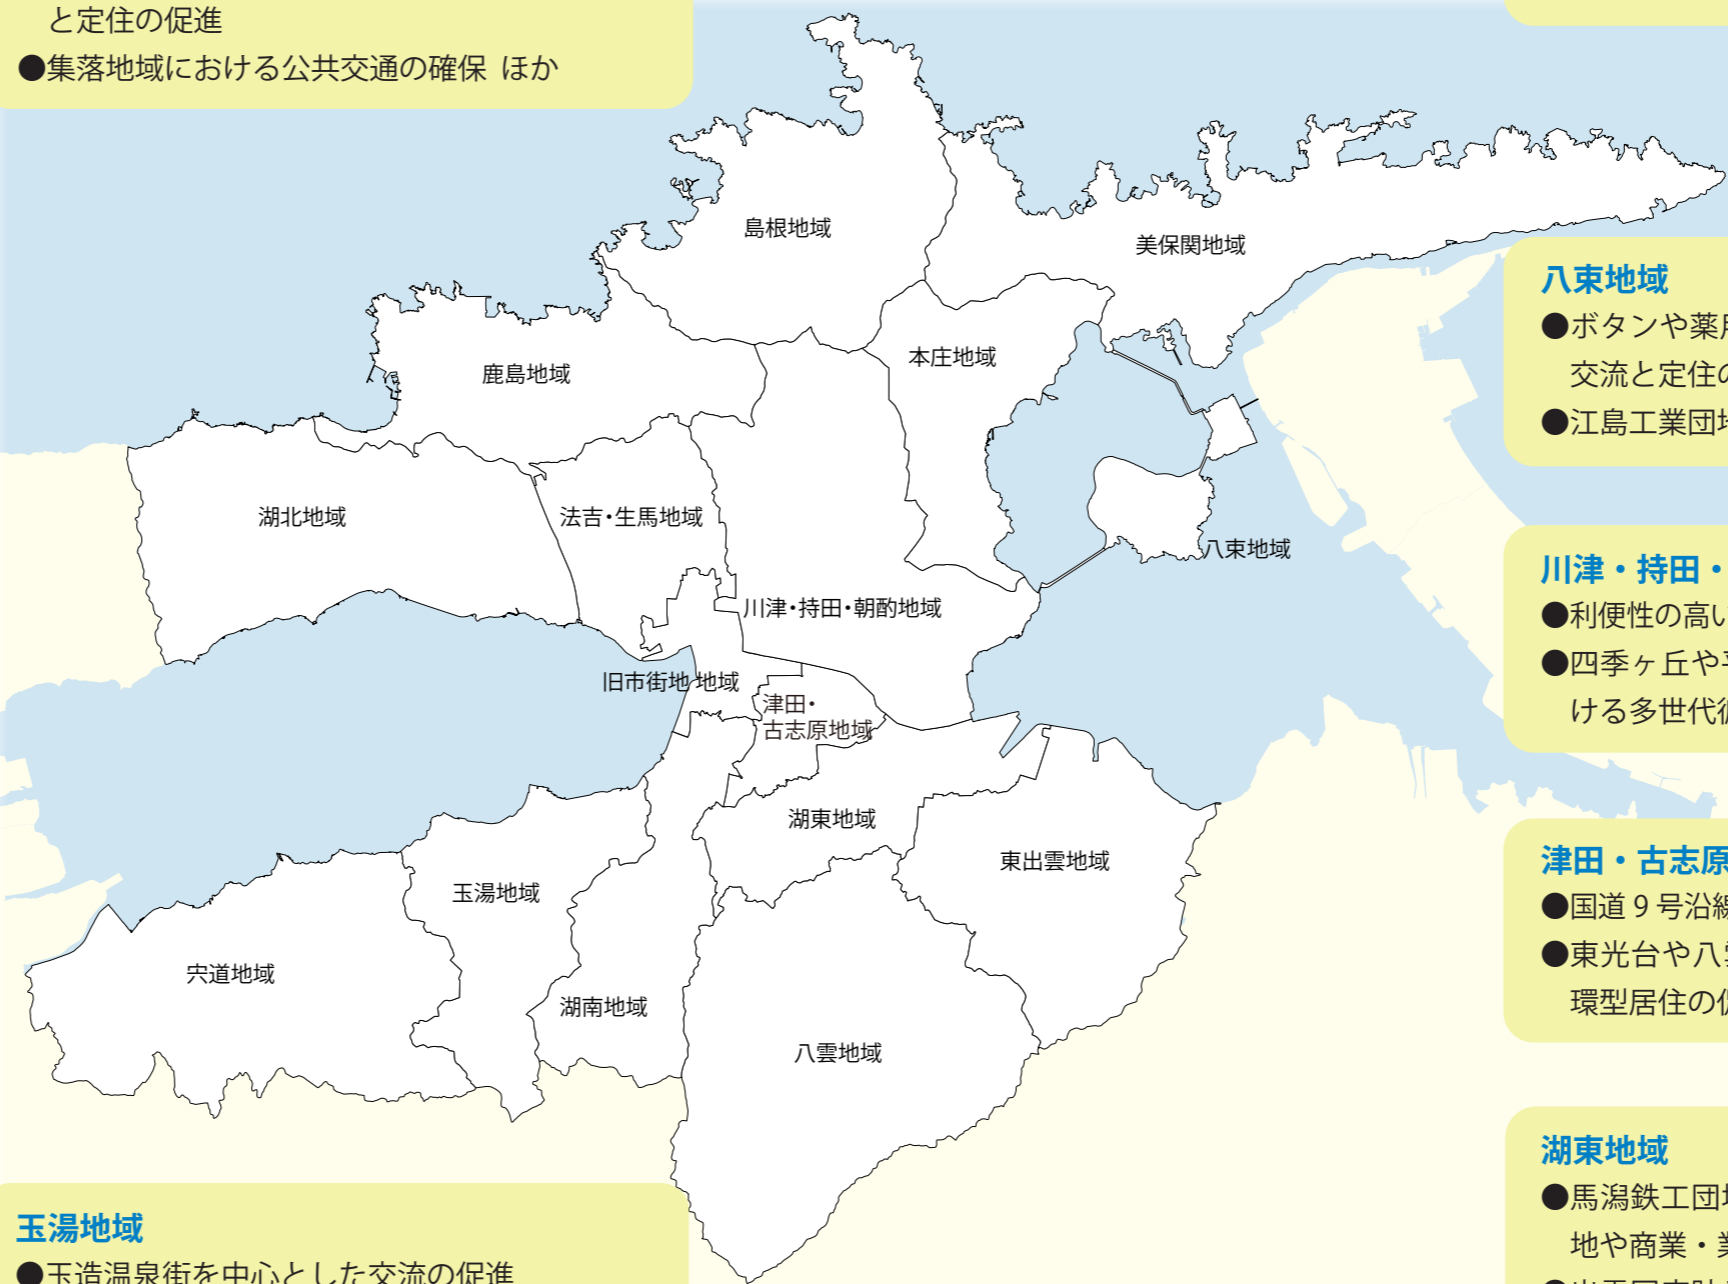 と定住の促進
●集落地域における公共交通の確保 ほか
島根地域
美保関地域
本庄地域
鹿島地域
湖北地域
法吉・生馬地域
八束地域
川津・持田・朝酌地域
旧市街地 地域
津田・
古志原地域
湖東地域
東出雲地域
玉湯地域
宍道地域
湖南地域
八雲地域
八束地域
●ボタンや薬
交流と定住の
●江島工業団
川津・持田・
●利便性の高い
●四季ヶ丘や
ける多世代
津田・古志原
●国道9号沿線
●東光台や八
環型居住の
湖東地域
●馬潟鉄工団
地や商業・
玉湯地域
●玉造温泉街を中心とした交流の促進